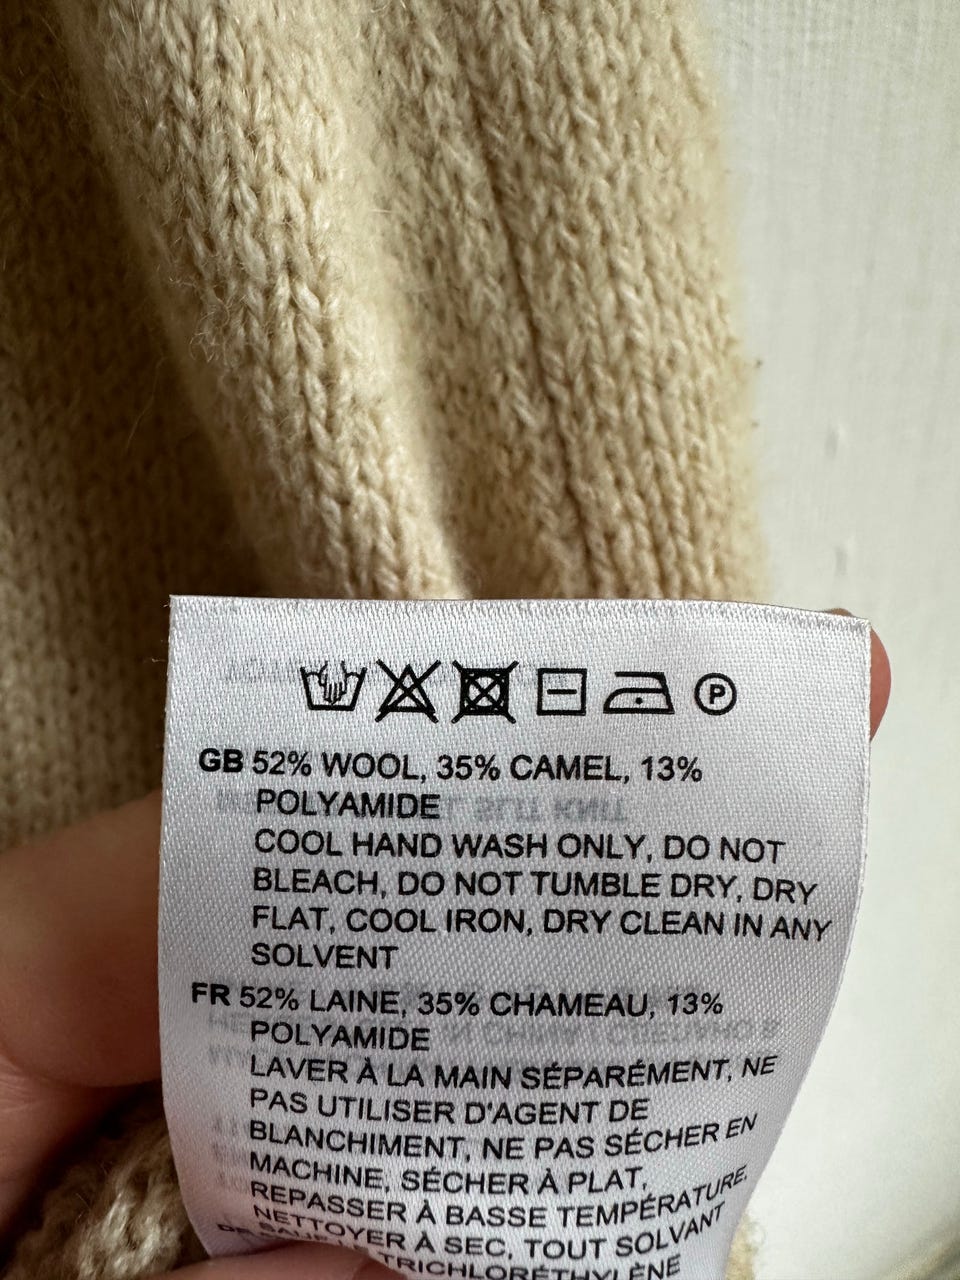 P
GB 52% WOOL, 35% CAMEL, 13%
POLYAMIDE
COOL HAND WASH ONLY, DO NOT
BLEACH, DO NOT TUMBLE DRY, DRY
FLAT, COOL IRON, DRY CLEAN IN ANY
SOLVENT
FR 52% LAINE, 35% CHAMEAU, 13%
POLYAMIDE
LAVER À LA MAIN SÉPARÉMENT, NE
PAS UTILISER D'AGENT DE
BLANCHIMENT, NE PAS SÉCHER EN
MACHINE, SÉCHER À PLAT,
REPASSER À BASSE TEMPÉRATURE,
NETTOYER À SEC, TOUT SOLVANT
SAUF LE TRICHLORÉTHYLÈNE